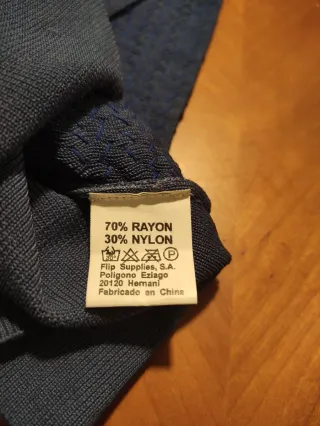 70% RAYON
30% NYLON
P
Flip Supplies, S.A.
Poligono Eziago
20120 Hernani
Fabricado en China